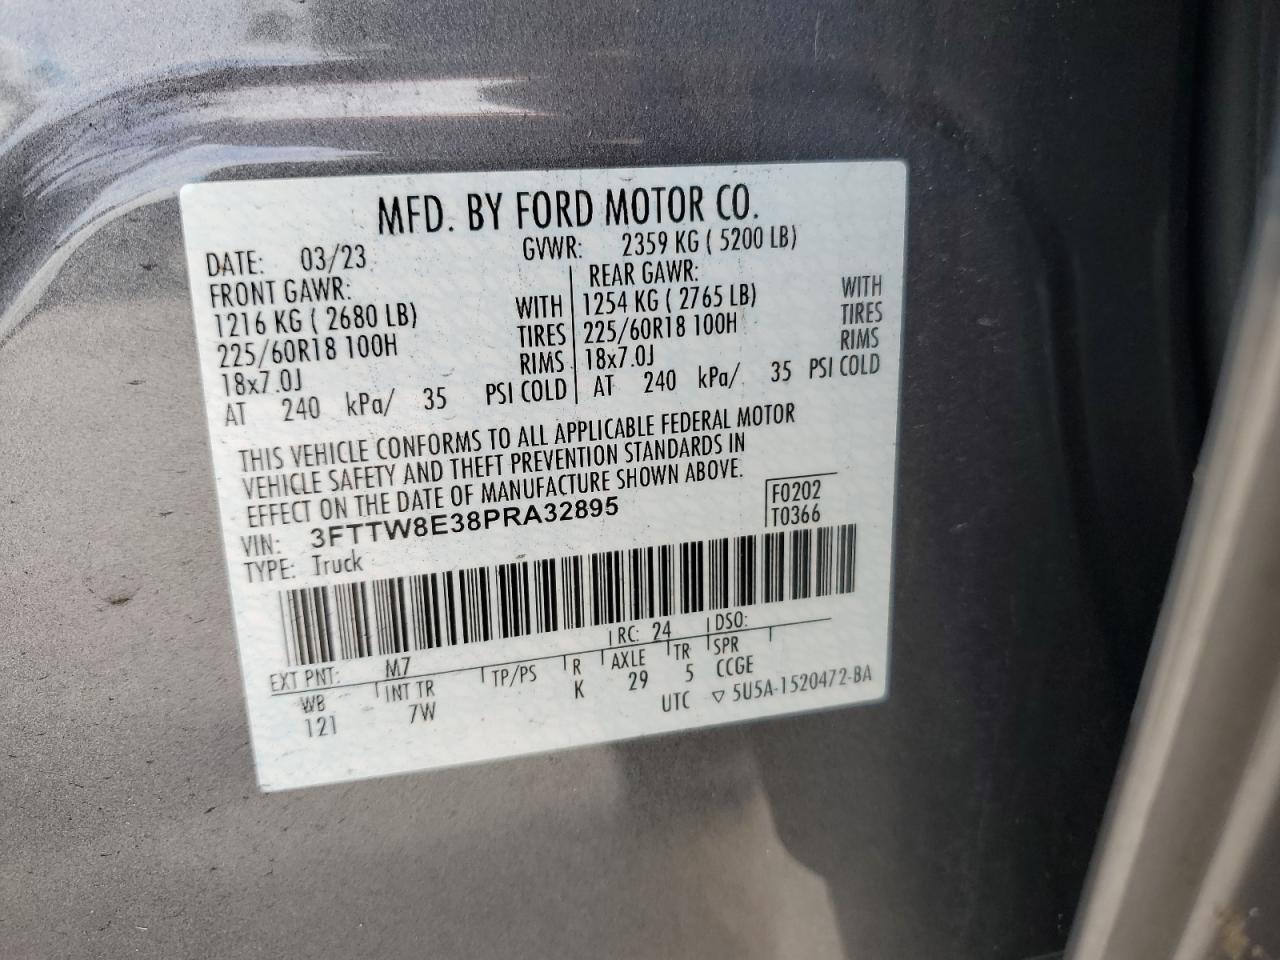 MFD. BY FORD MOTOR CO.
DATE: 03/23 GVWR: 2359 KG ( 5200 LB)
FRONT GAWR: REAR GAWR:
1216 KG ( 2680 LB) WITH 1254 KG ( 2765 LB) WITH
225/60R18 100H TIRES 225/60R18 100H TIRES
18x7.0J RIMS 18x7.0J RIMS
AT 240 kPa/ 35 PSI COLD AT 240 kPa/ 35 PSI COLD
THIS VEHICLE CONFORMS TO ALL APPLICABLE FEDERAL MOTOR
VEHICLE SAFETY AND THEFT PREVENTION STANDARDS IN
EFFECT ON THE DATE OF MANUFACTURE SHOWN ABOVE.
VIN: 3FTTW8E38PRA32895 F0202
TYPE: Truck T0366
EXT PNT: M7 RC: 24 DSO:
WB INT TR TP/PS R AXLE TR SPR
121 7W K 29 5 CCGE
UTC ▽ 5U5A-1520472-BA